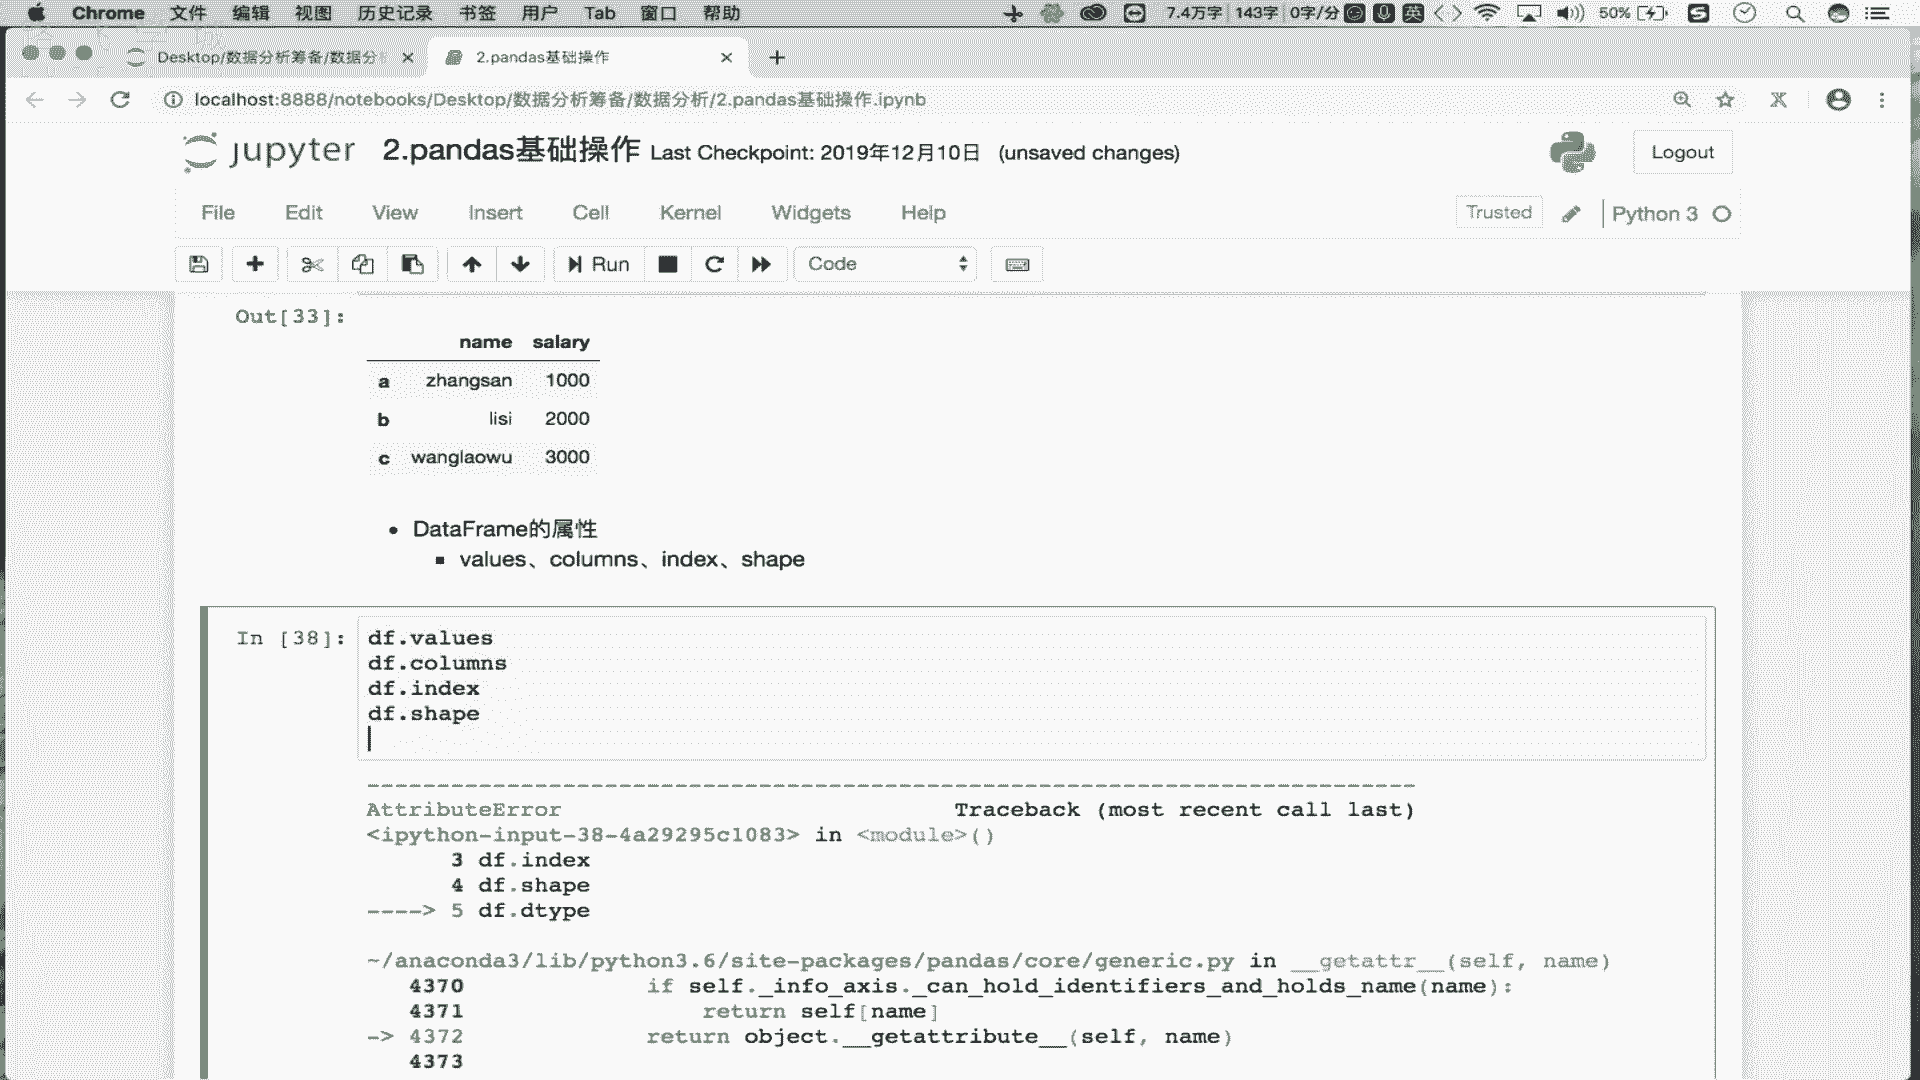 Chrome 文件 编辑 视图 历史记录 书签 用户 Tab 窗口 帮助 7.4万字 143字 0字/分 英 50%
Desktop/数据分析筹备/数据分析 2.pandas基础操作
localhost:8888/notebooks/Desktop/数据分析筹备/数据分析/2.pandas基础操作.ipynb
jupyter 2.pandas基础操作 Last Checkpoint: 2019年12月10日 (unsaved changes) Logout
File Edit View Insert Cell Kernel Widgets Help Trusted Python 3
Run Code
Out[33]:
name salary
a zhangsan 1000
b lisi 2000
c wanglaowu 3000
DataFrame的属性
values、columns、index、shape
In [38]: df.values
df.columns
df.index
df.shape
---------------------------------------------------------------------------
AttributeError Traceback (most recent call last)
<ipython-input-38-4a29295c1083> in <module>()
3 df.index
4 df.shape
----> 5 df.dtype
~/anaconda3/lib/python3.6/site-packages/pandas/core/generic.py in __getattr__(self, name)
4370 if self._info_axis._can_hold_identifiers_and_holds_name(name):
4371 return self[name]
-> 4372 return object.__getattribute__(self, name)
4373